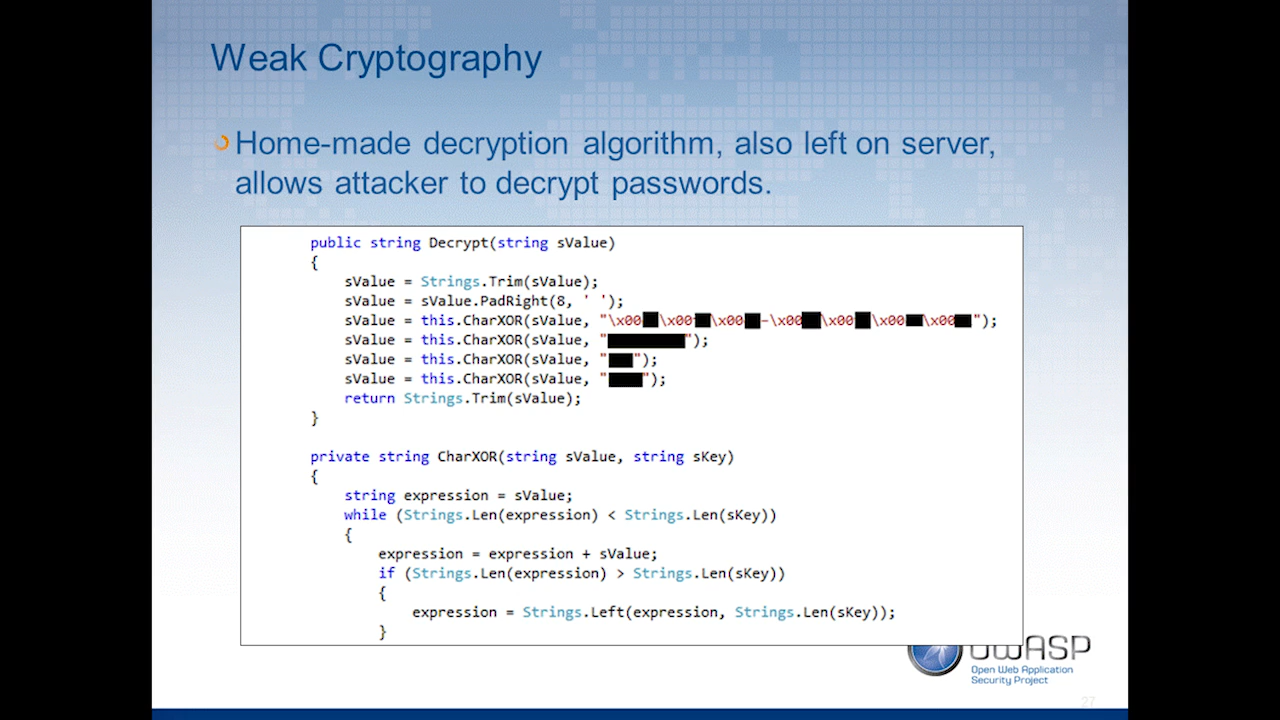 Weak Cryptography
Home-made decryption algorithm, also left on server,
allows attacker to decrypt passwords.
public string Decrypt(string sValue)
{
sValue = Strings.Trim(sValue);
sValue = sValue.PadRight(8, ' ');
sValue = this.CharXOR(sValue, "\x00 \x00 \x00 -\x00 \x00 \x00 \x00 ");
sValue = this.CharXOR(sValue, " ");
sValue = this.CharXOR(sValue, " ");
sValue = this.CharXOR(sValue, " ");
return Strings.Trim(sValue);
}
private string CharXOR(string sValue, string sKey)
{
string expression = sValue;
while (Strings.Len(expression) < Strings.Len(sKey))
{
expression = expression + sValue;
if (Strings.Len(expression) > Strings.Len(sKey))
{
expression = Strings.Left(expression, Strings.Len(sKey));
}
OWASP
Open Web Application
Security Project
27